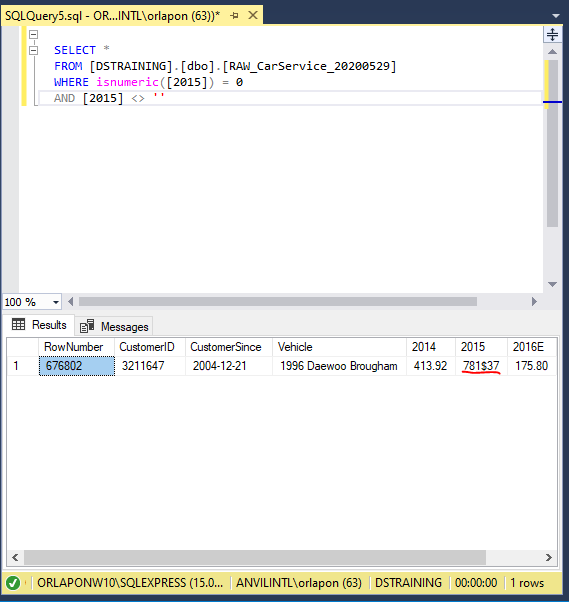 SQLQuery5.sql - OR...INTL\orlapon (63))*
SELECT *
FROM [DSTRAINING].[dbo].[RAW_CarService_20200529]
WHERE isnumeric([2015]) = 0
AND [2015] <> ''
100 %
Results Messages
RowNumber CustomerID CustomerSince Vehicle 2014 2015 2016E
1 676802 3211647 2004-12-21 1996 Daewoo Brougham 413.92 781$37 175.80
ORLAPONW10\SQLEXPRESS (15.0... ANVILINTL\orlapon (63) DSTRAINING 00:00:00 1 rows